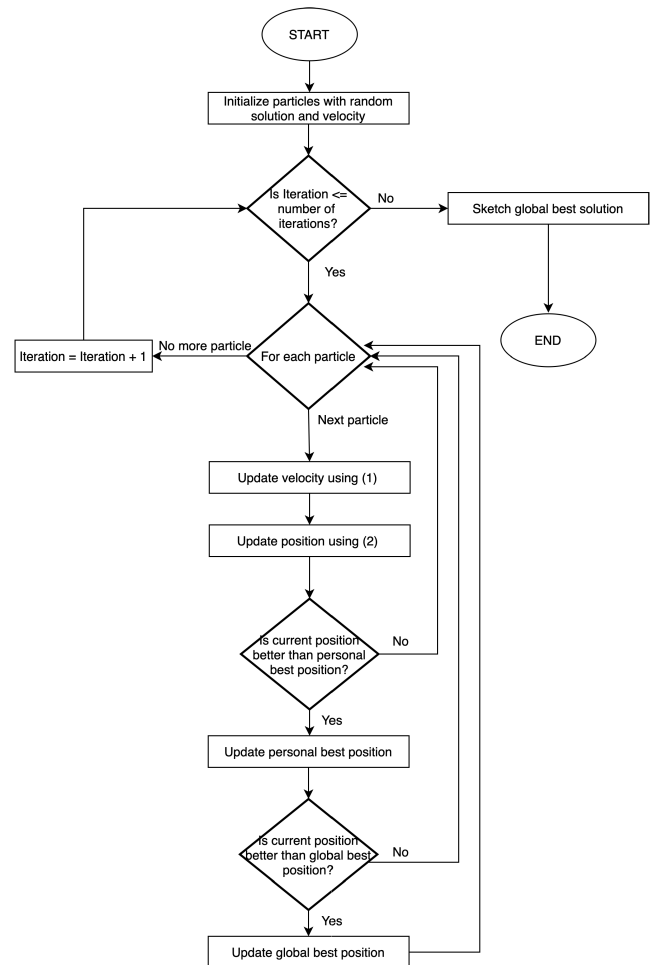 START
Initialize particles with random
solution and velocity
Is Iteration <=
number of
iterations?
No
Sketch global best solution
Yes
END
No more particle
Iteration = Iteration + 1
For each particle
Next particle
Update velocity using (1)
Update position using (2)
Is current position
better than personal
best position?
No
Yes
Update personal best position
Is current position
better than global best
position?
No
Yes
Update global best position